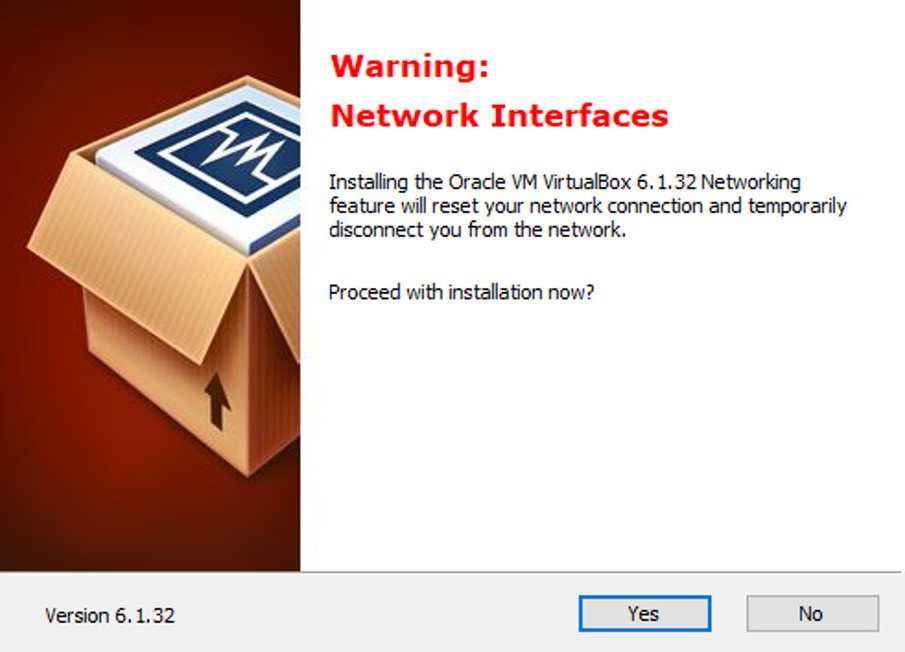 Warning:
Network Interfaces
Installing the Oracle VM VirtualBox 6.1.32 Networking
feature will reset your network connection and temporarily
disconnect you from the network.
Proceed with installation now?
Version 6.1.32
Yes
No